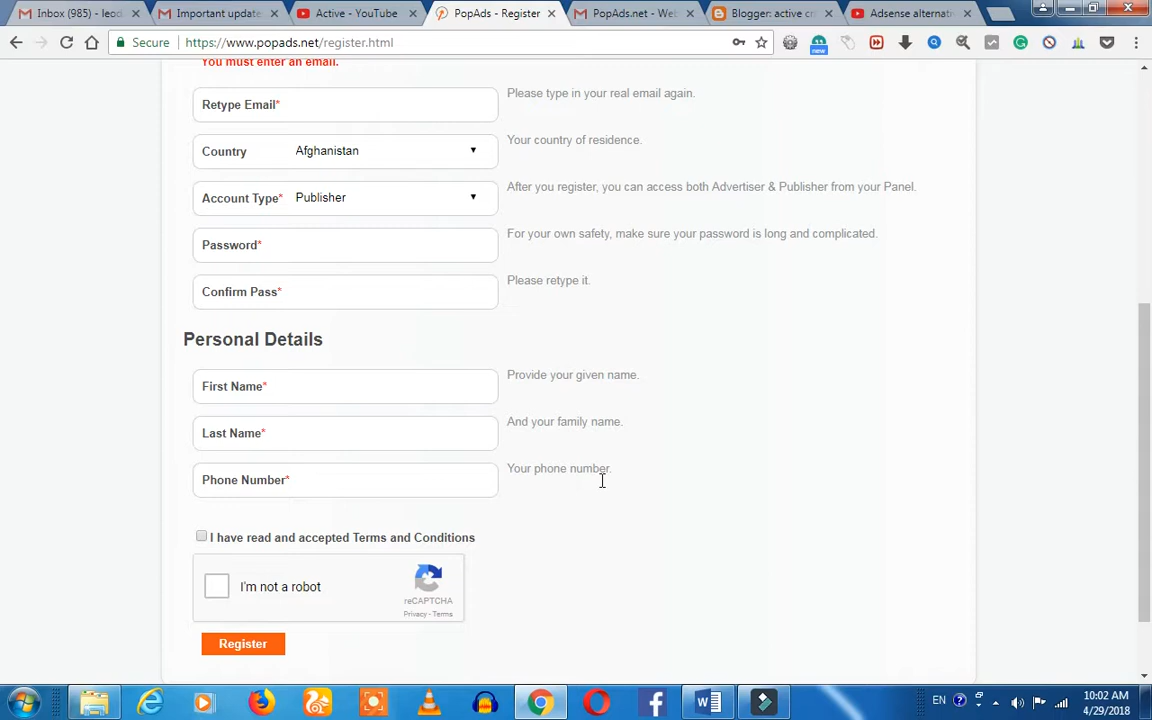 Inbox (985) - leod
Important update
Active - YouTube
PopAds - Register
PopAds.net - Web
Blogger: active cri
Adsense alternati
Secure
https://www.popads.net/register.html
new
You must enter an email.
Retype Email*
Please type in your real email again.
Country
Afghanistan
Your country of residence.
Account Type*
Publisher
After you register, you can access both Advertiser & Publisher from your Panel.
Password*
For your own safety, make sure your password is long and complicated.
Confirm Pass*
Please retype it.
Personal Details
First Name*
Provide your given name.
Last Name*
And your family name.
Phone Number*
Your phone number.
I have read and accepted Terms and Conditions
I'm not a robot
reCAPTCHA
Privacy - Terms
Register
EN
10:02 AM
4/29/2018